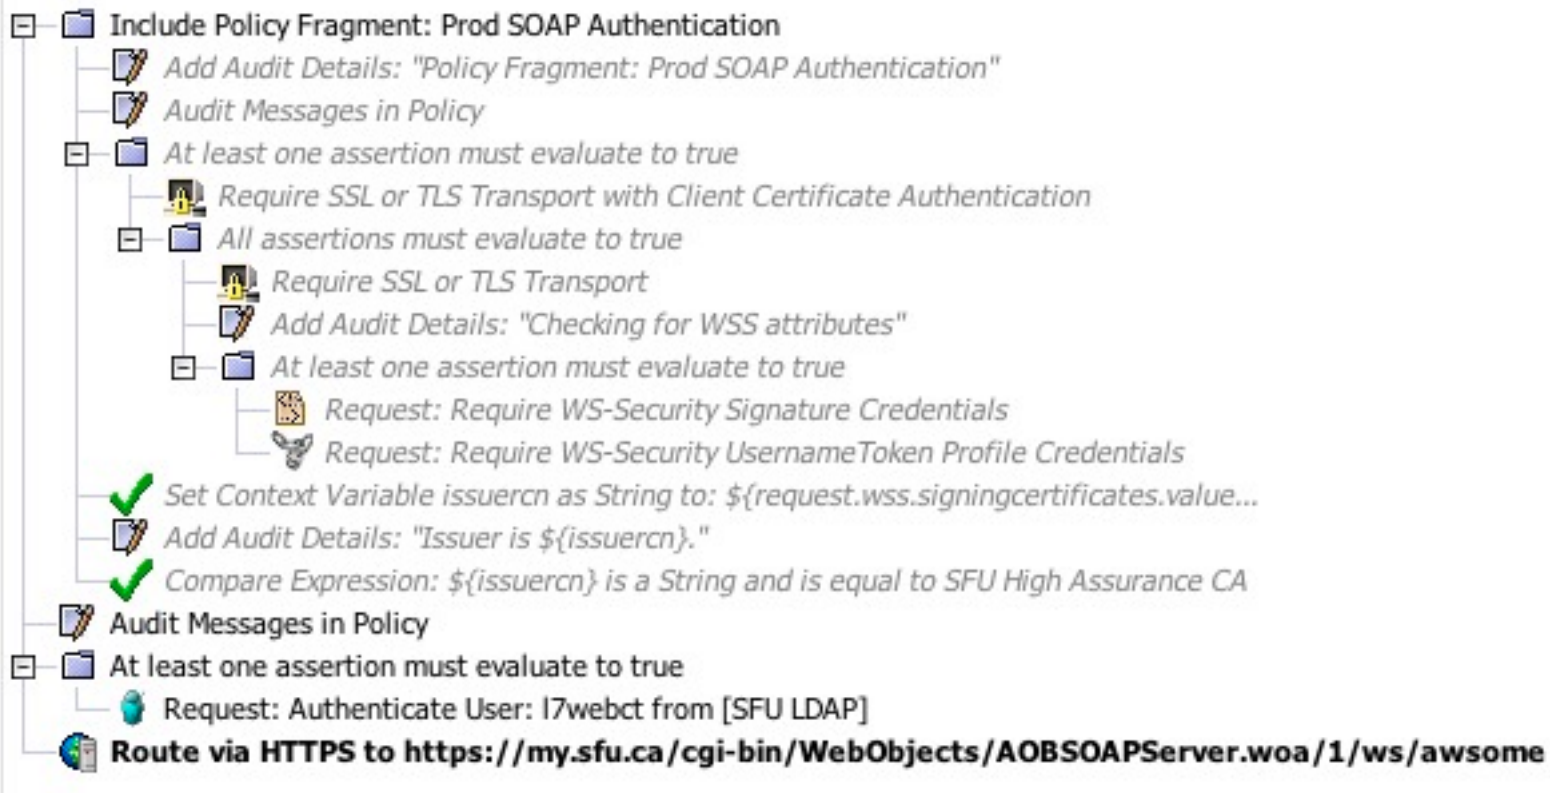 Include Policy Fragment: Prod SOAP Authentication
Add Audit Details: "Policy Fragment: Prod SOAP Authentication"
Audit Messages in Policy
At least one assertion must evaluate to true
Require SSL or TLS Transport with Client Certificate Authentication
All assertions must evaluate to true
Require SSL or TLS Transport
Add Audit Details: "Checking for WSS attributes"
At least one assertion must evaluate to true
Request: Require WS-Security Signature Credentials
Request: Require WS-Security UsernameToken Profile Credentials
Set Context Variable issuercn as String to: ${request.wss.signingcertificates.value...
Add Audit Details: "Issuer is ${issuercn}."
Compare Expression: ${issuercn} is a String and is equal to SFU High Assurance CA
Audit Messages in Policy
At least one assertion must evaluate to true
Request: Authenticate User: l7webct from [SFU LDAP]
Route via HTTPS to https://my.sfu.ca/cgi-bin/WebObjects/AOBSOAPServer.woa/1/ws/awsome